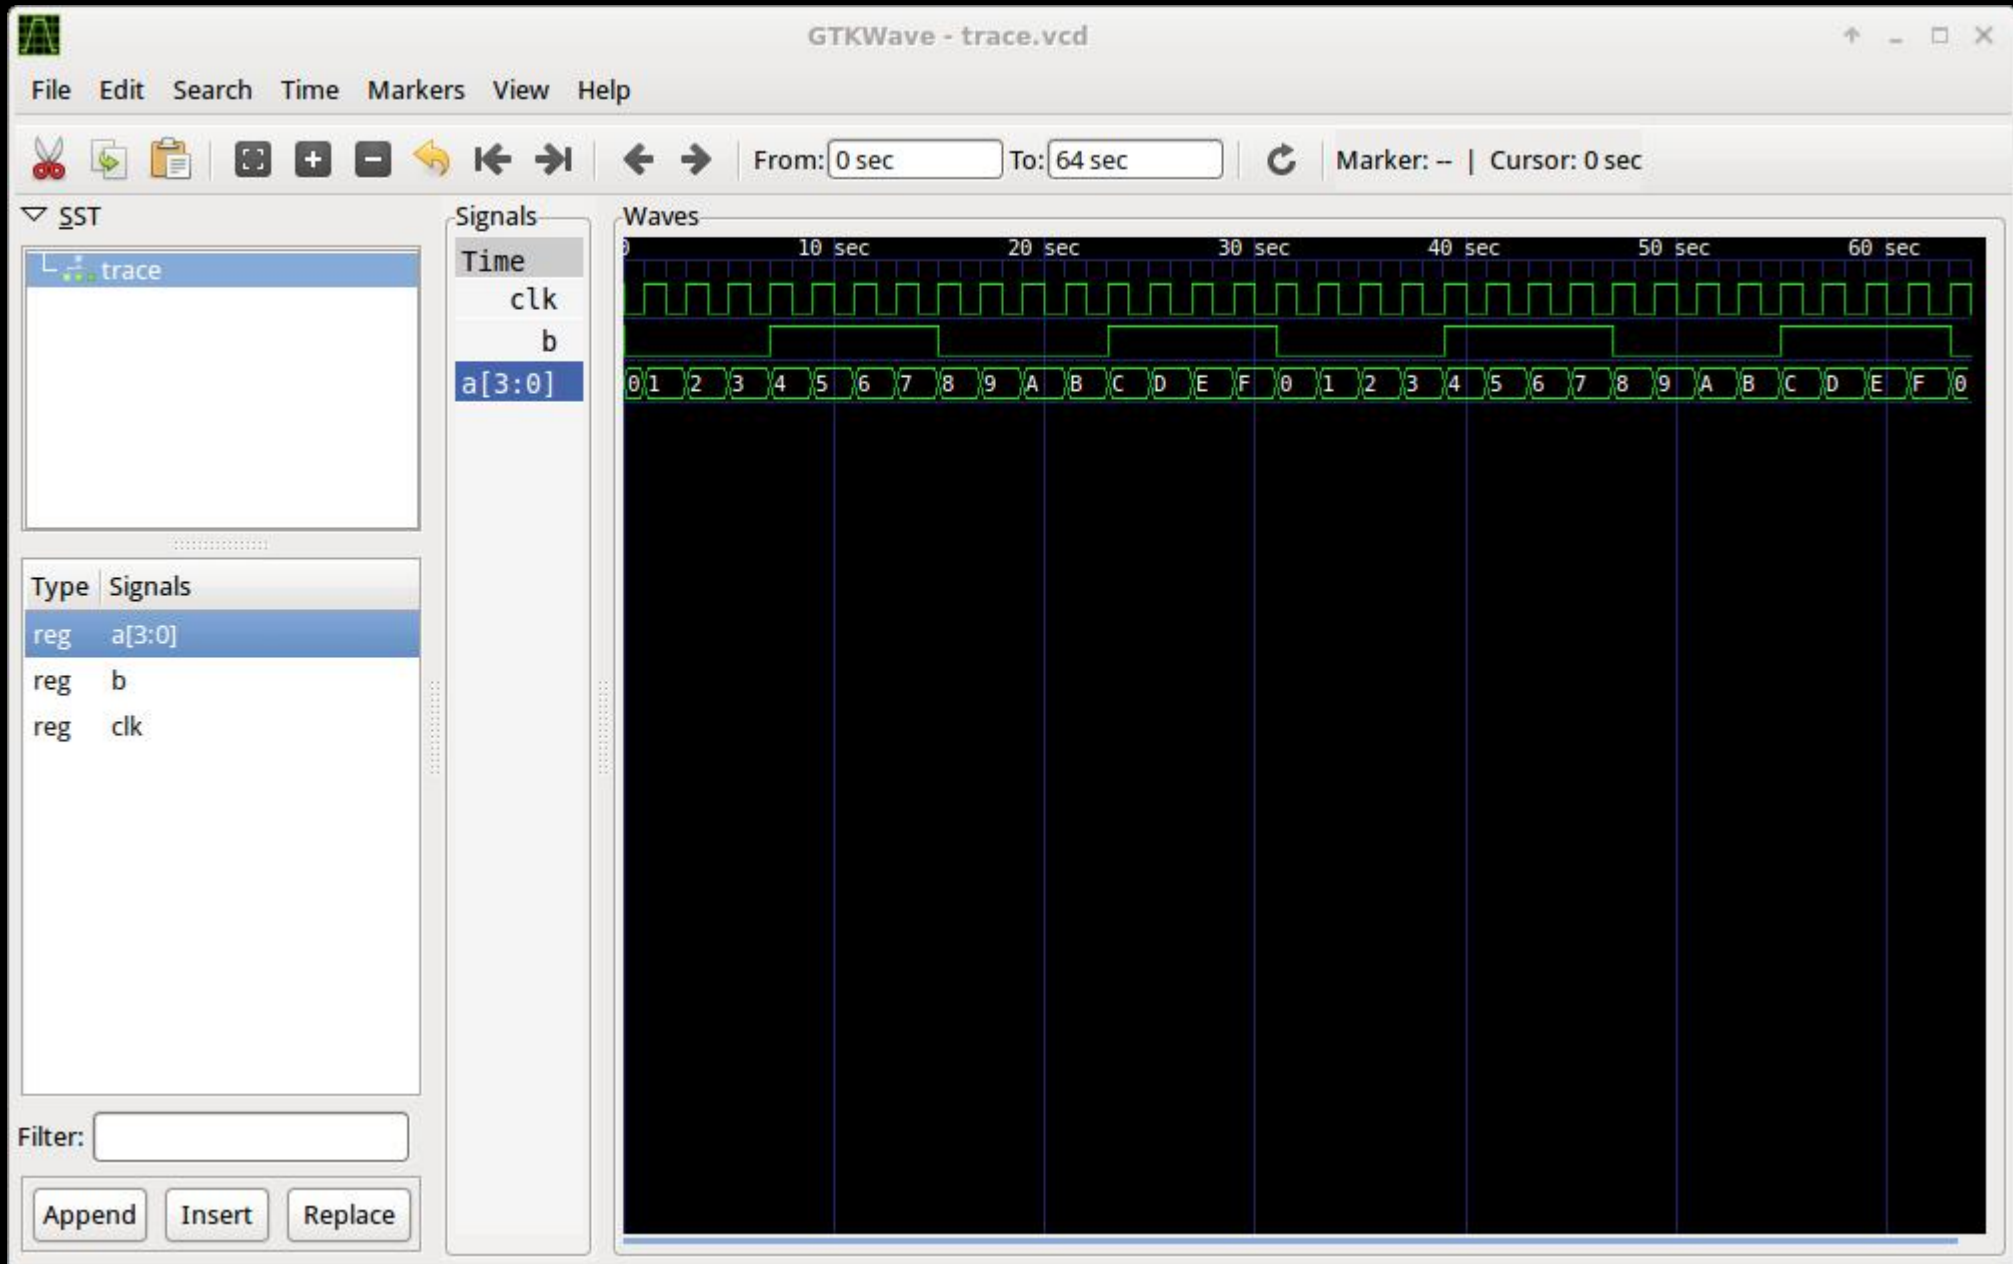 GTKWave - trace.vcd
File Edit Search Time Markers View Help
From: 0 sec To: 64 sec Marker: -- | Cursor: 0 sec
SST
trace
Type Signals
reg a[3:0]
reg b
reg clk
Filter:
Append Insert Replace
Signals
Time
clk
b
a[3:0]
Waves
0 10 sec 20 sec 30 sec 40 sec 50 sec 60 sec
0 1 2 3 4 5 6 7 8 9 A B C D E F 0 1 2 3 4 5 6 7 8 9 A B C D E F 0